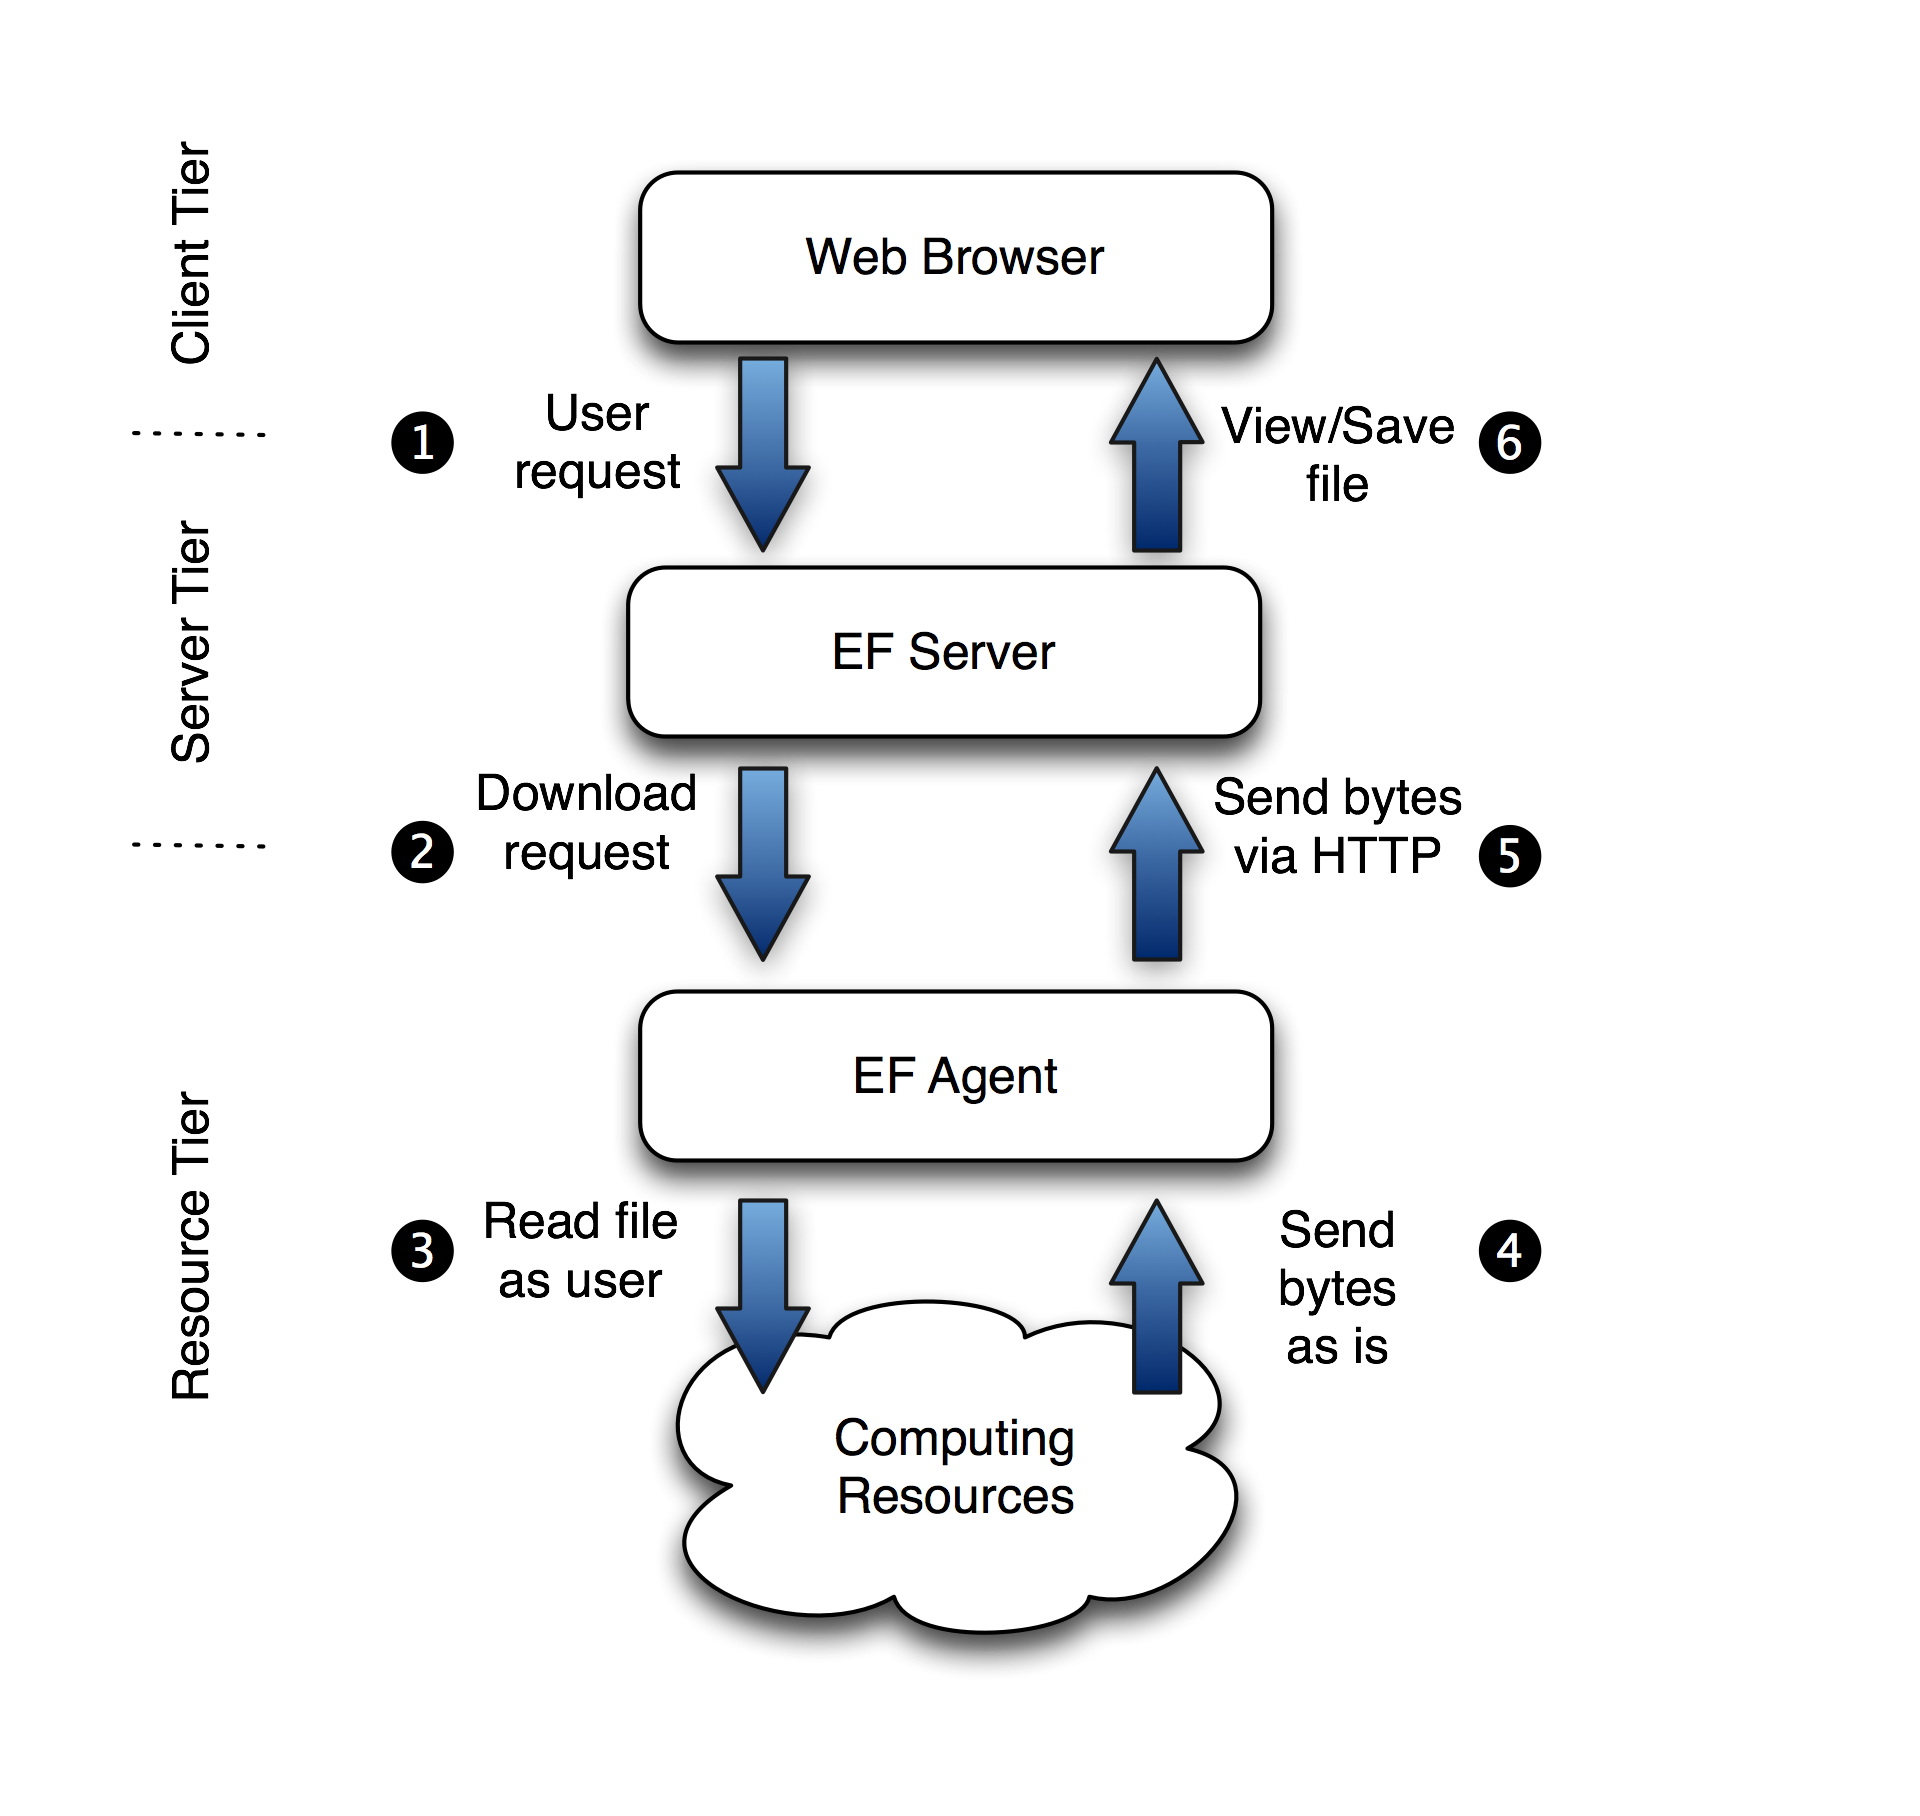 Client Tier
Web Browser
1
User
request
View/Save
file
6
Server Tier
EF Server
2
Download
request
Send bytes
via HTTP
5
Resource Tier
EF Agent
3
Read file
as user
Send
bytes
as is
4
Computing
Resources